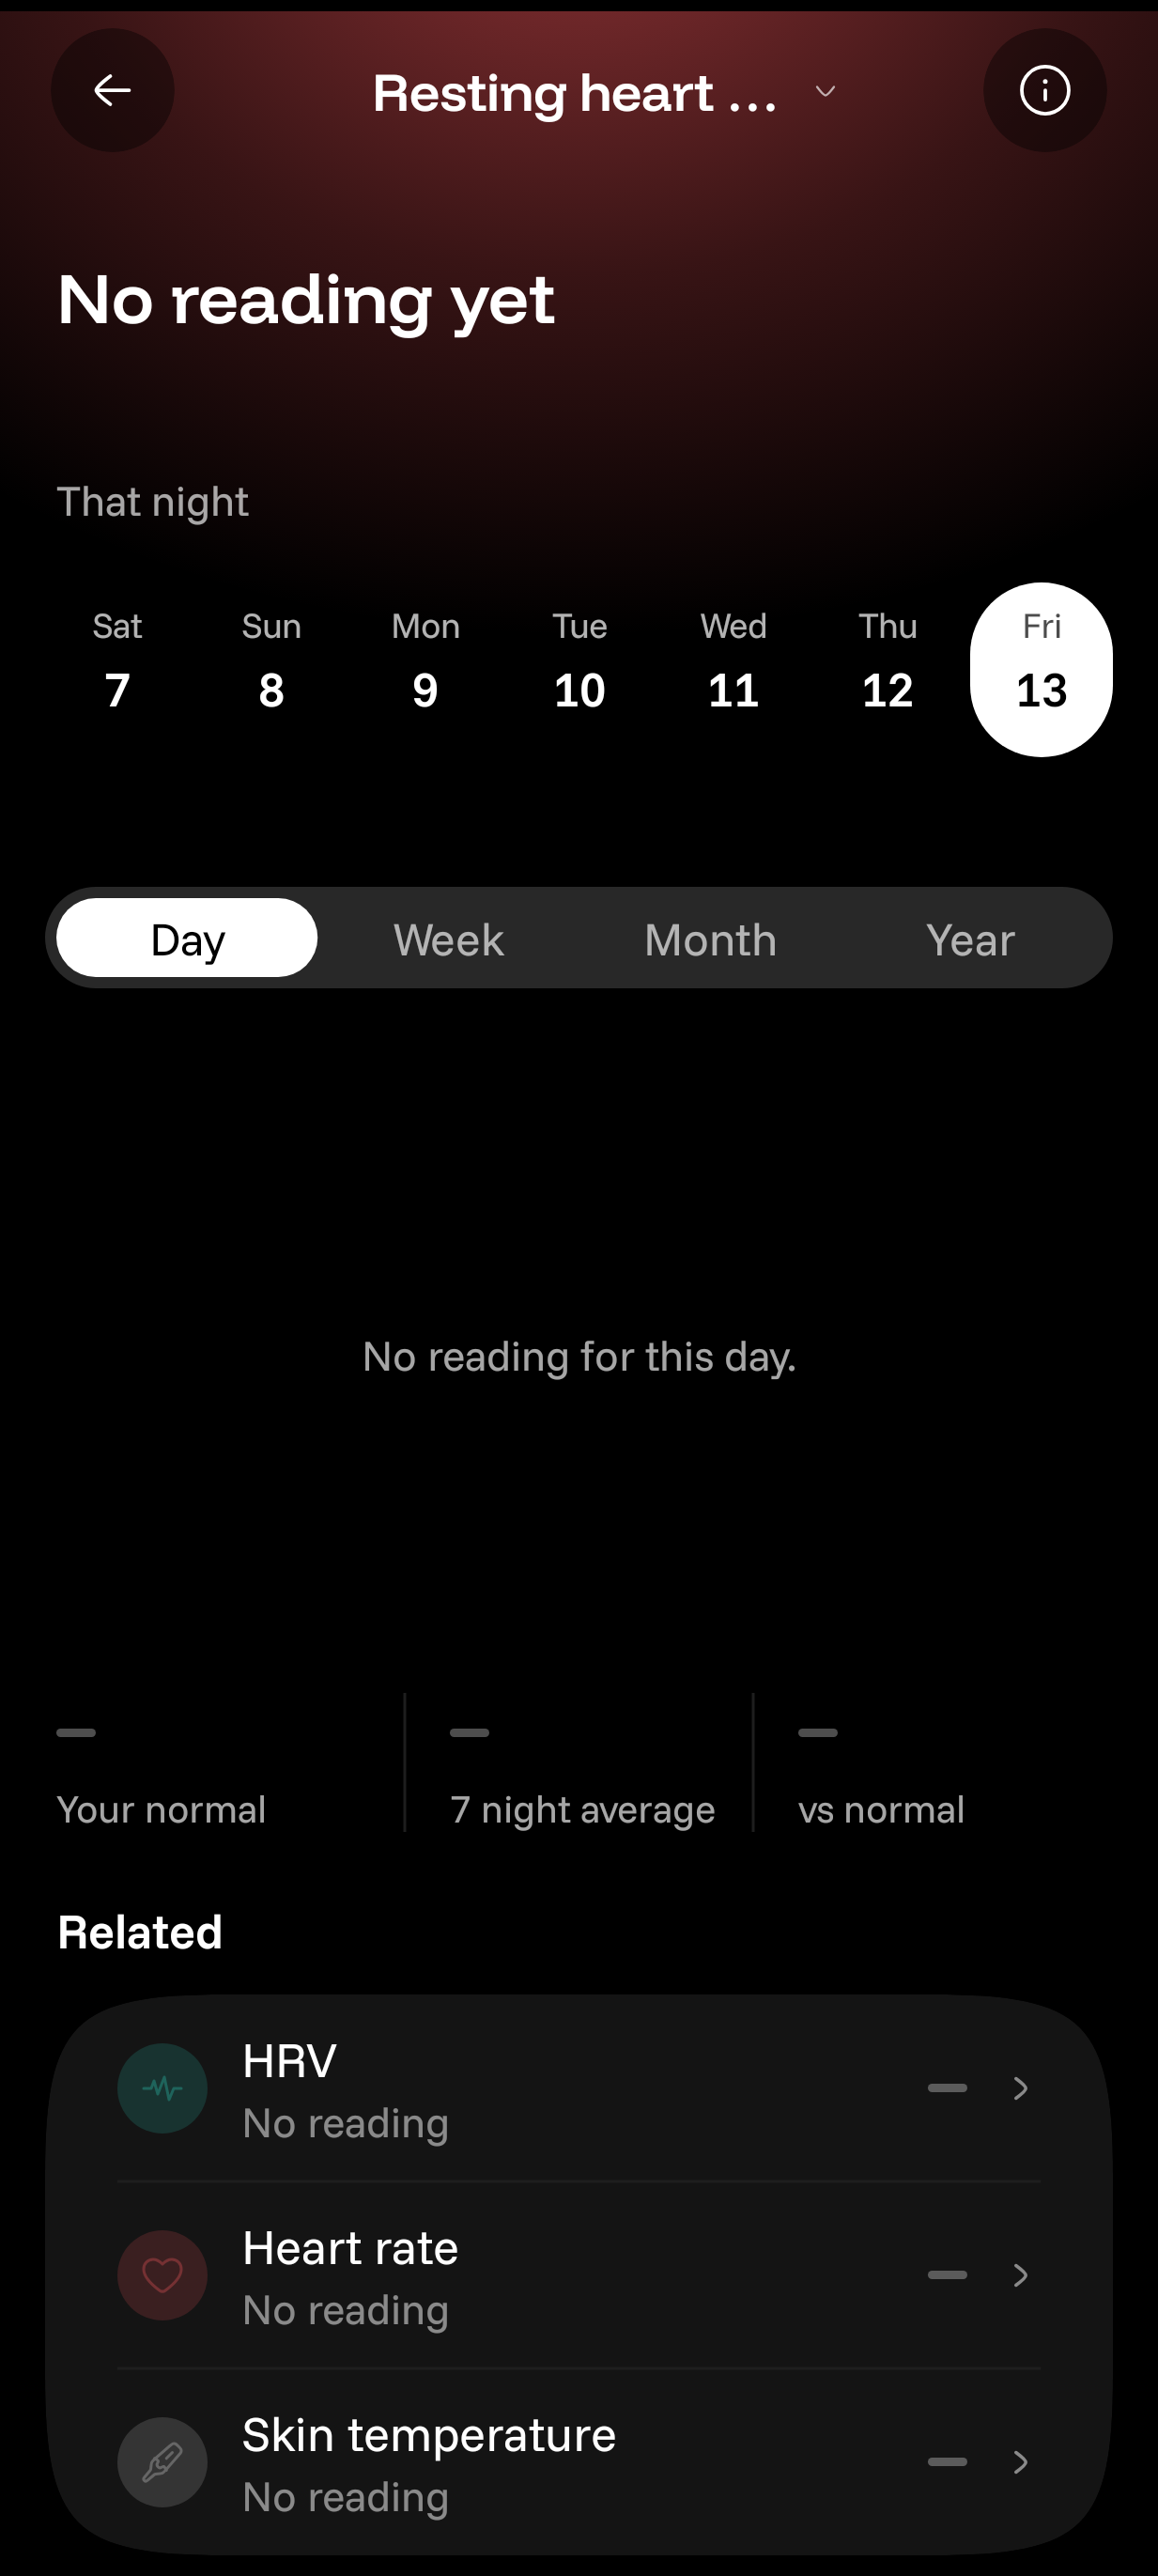 Resting heart ...
No reading yet
That night
Sat Sun Mon Tue Wed Thu Fri
7 8 9 10 11 12 13
Day Week Month Year
No reading for this day.
Your normal 7 night average vs normal
Related
HRV
No reading
Heart rate
No reading
Skin temperature
No reading